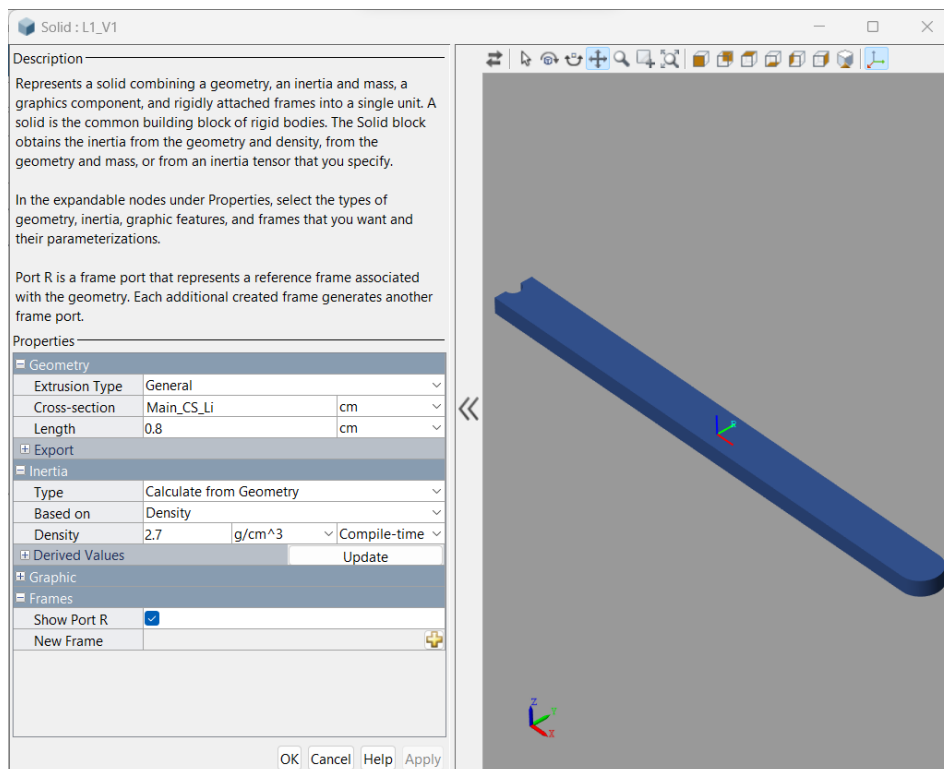 Solid : L1_V1
Description
Represents a solid combining a geometry, an inertia and mass, a
graphics component, and rigidly attached frames into a single unit. A
solid is the common building block of rigid bodies. The Solid block
obtains the inertia from the geometry and density, from the
geometry and mass, or from an inertia tensor that you specify.
In the expandable nodes under Properties, select the types of
geometry, inertia, graphic features, and frames that you want and
their parameterizations.
Port R is a frame port that represents a reference frame associated
with the geometry. Each additional created frame generates another
frame port.
Properties
Geometry
Extrusion Type General
Cross-section Main_CS_Li cm
Length 0.8 cm
Export
Inertia
Type Calculate from Geometry
Based on Density
Density 2.7 g/cm^3 Compile-time
Derived Values Update
Graphic
Frames
Show Port R
New Frame
OK Cancel Help Apply
R
Z
Y
X